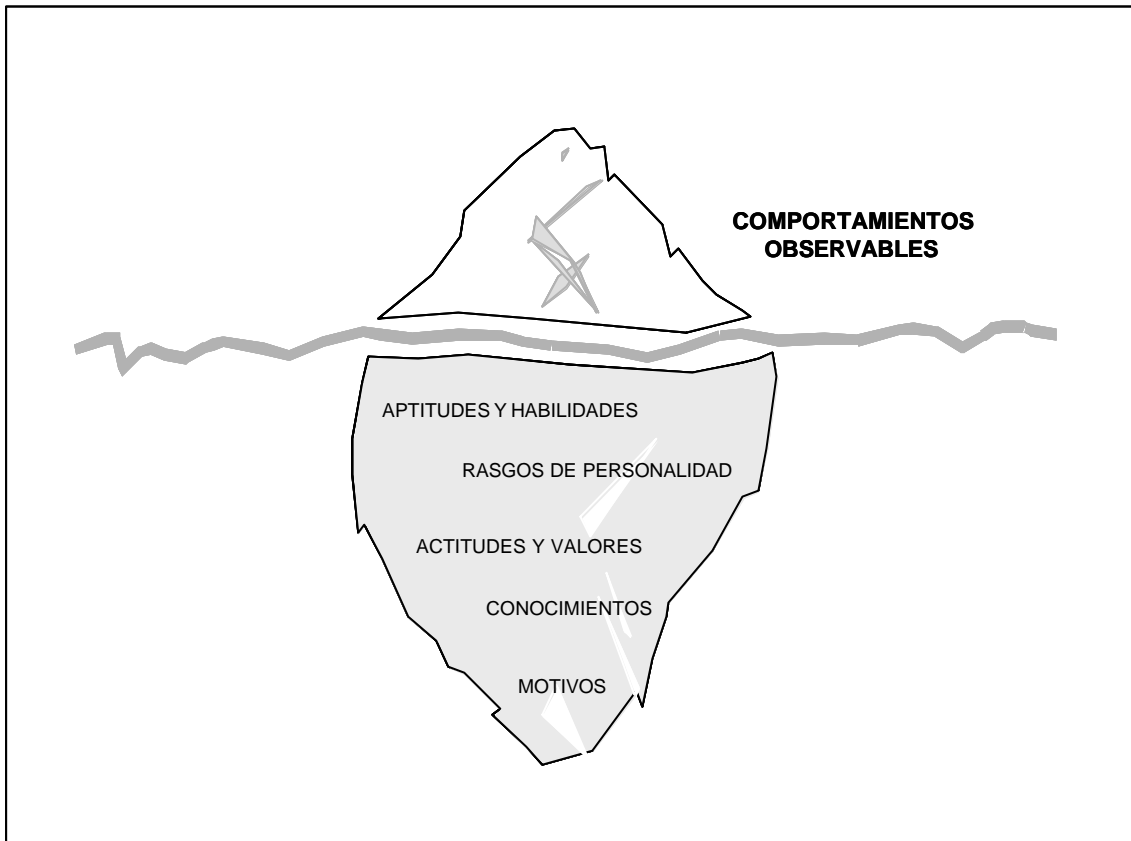 COMPORTAMIENTOS
OBSERVABLES
APTITUDES Y HABILIDADES
RASGOS DE PERSONALIDAD
ACTITUDES Y VALORES
CONOCIMIENTOS
MOTIVOS